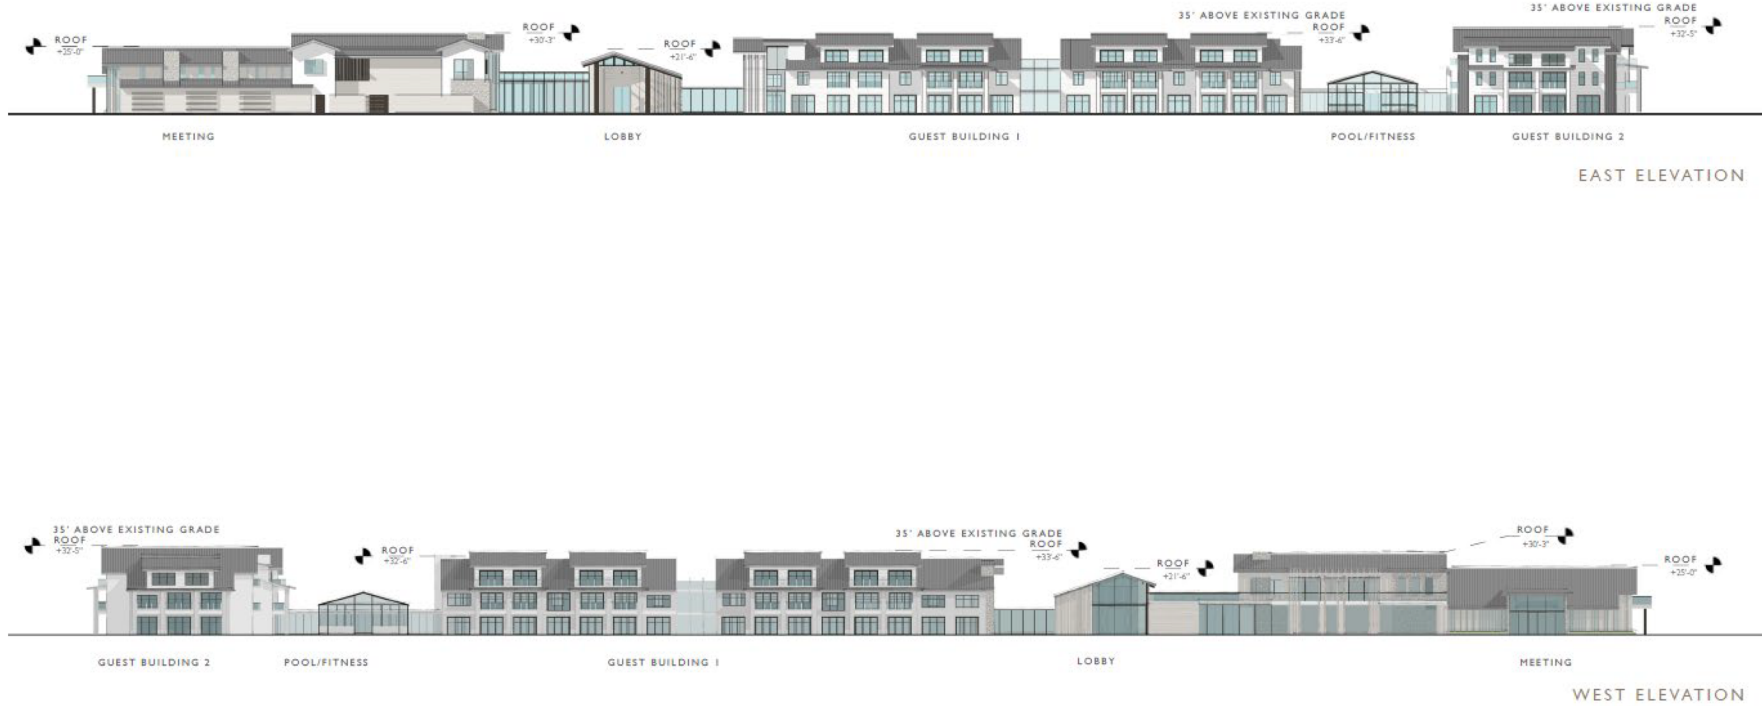 ROOF
+25'-0"
ROOF
+30'-3"
ROOF
+21'-6"
35' ABOVE EXISTING GRADE
ROOF
+33'-6"
35' ABOVE EXISTING GRADE
ROOF
+32'-5"
MEETING
LOBBY
GUEST BUILDING 1
POOL/FITNESS
GUEST BUILDING 2
EAST ELEVATION
35' ABOVE EXISTING GRADE
ROOF
+32'-5"
ROOF
+32'-6"
35' ABOVE EXISTING GRADE
ROOF
+33'-6"
ROOF
+21'-6"
ROOF
+30'-3"
ROOF
+25'-0"
GUEST BUILDING 2
POOL/FITNESS
GUEST BUILDING 1
LOBBY
MEETING
WEST ELEVATION